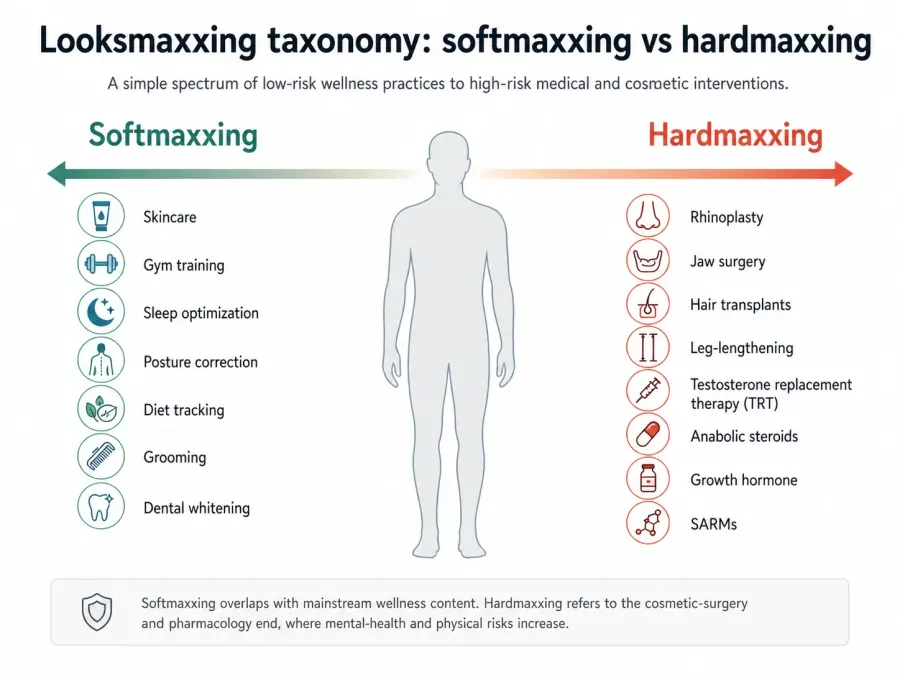 Looksmaxxing taxonomy: softmaxxing vs hardmaxxing
A simple spectrum of low-risk wellness practices to high-risk medical and cosmetic interventions.
Softmaxxing
Skincare
Gym training
Sleep optimization
Posture correction
Diet tracking
Grooming
Dental whitening
Hardmaxxing
Rhinoplasty
Jaw surgery
Hair transplants
Leg-lengthening
Testosterone replacement
therapy (TRT)
Anabolic steroids
Growth hormone
SARMs
Softmaxxing overlaps with mainstream wellness content. Hardmaxxing refers to the cosmetic-surgery
and pharmacology end, where mental-health and physical risks increase.